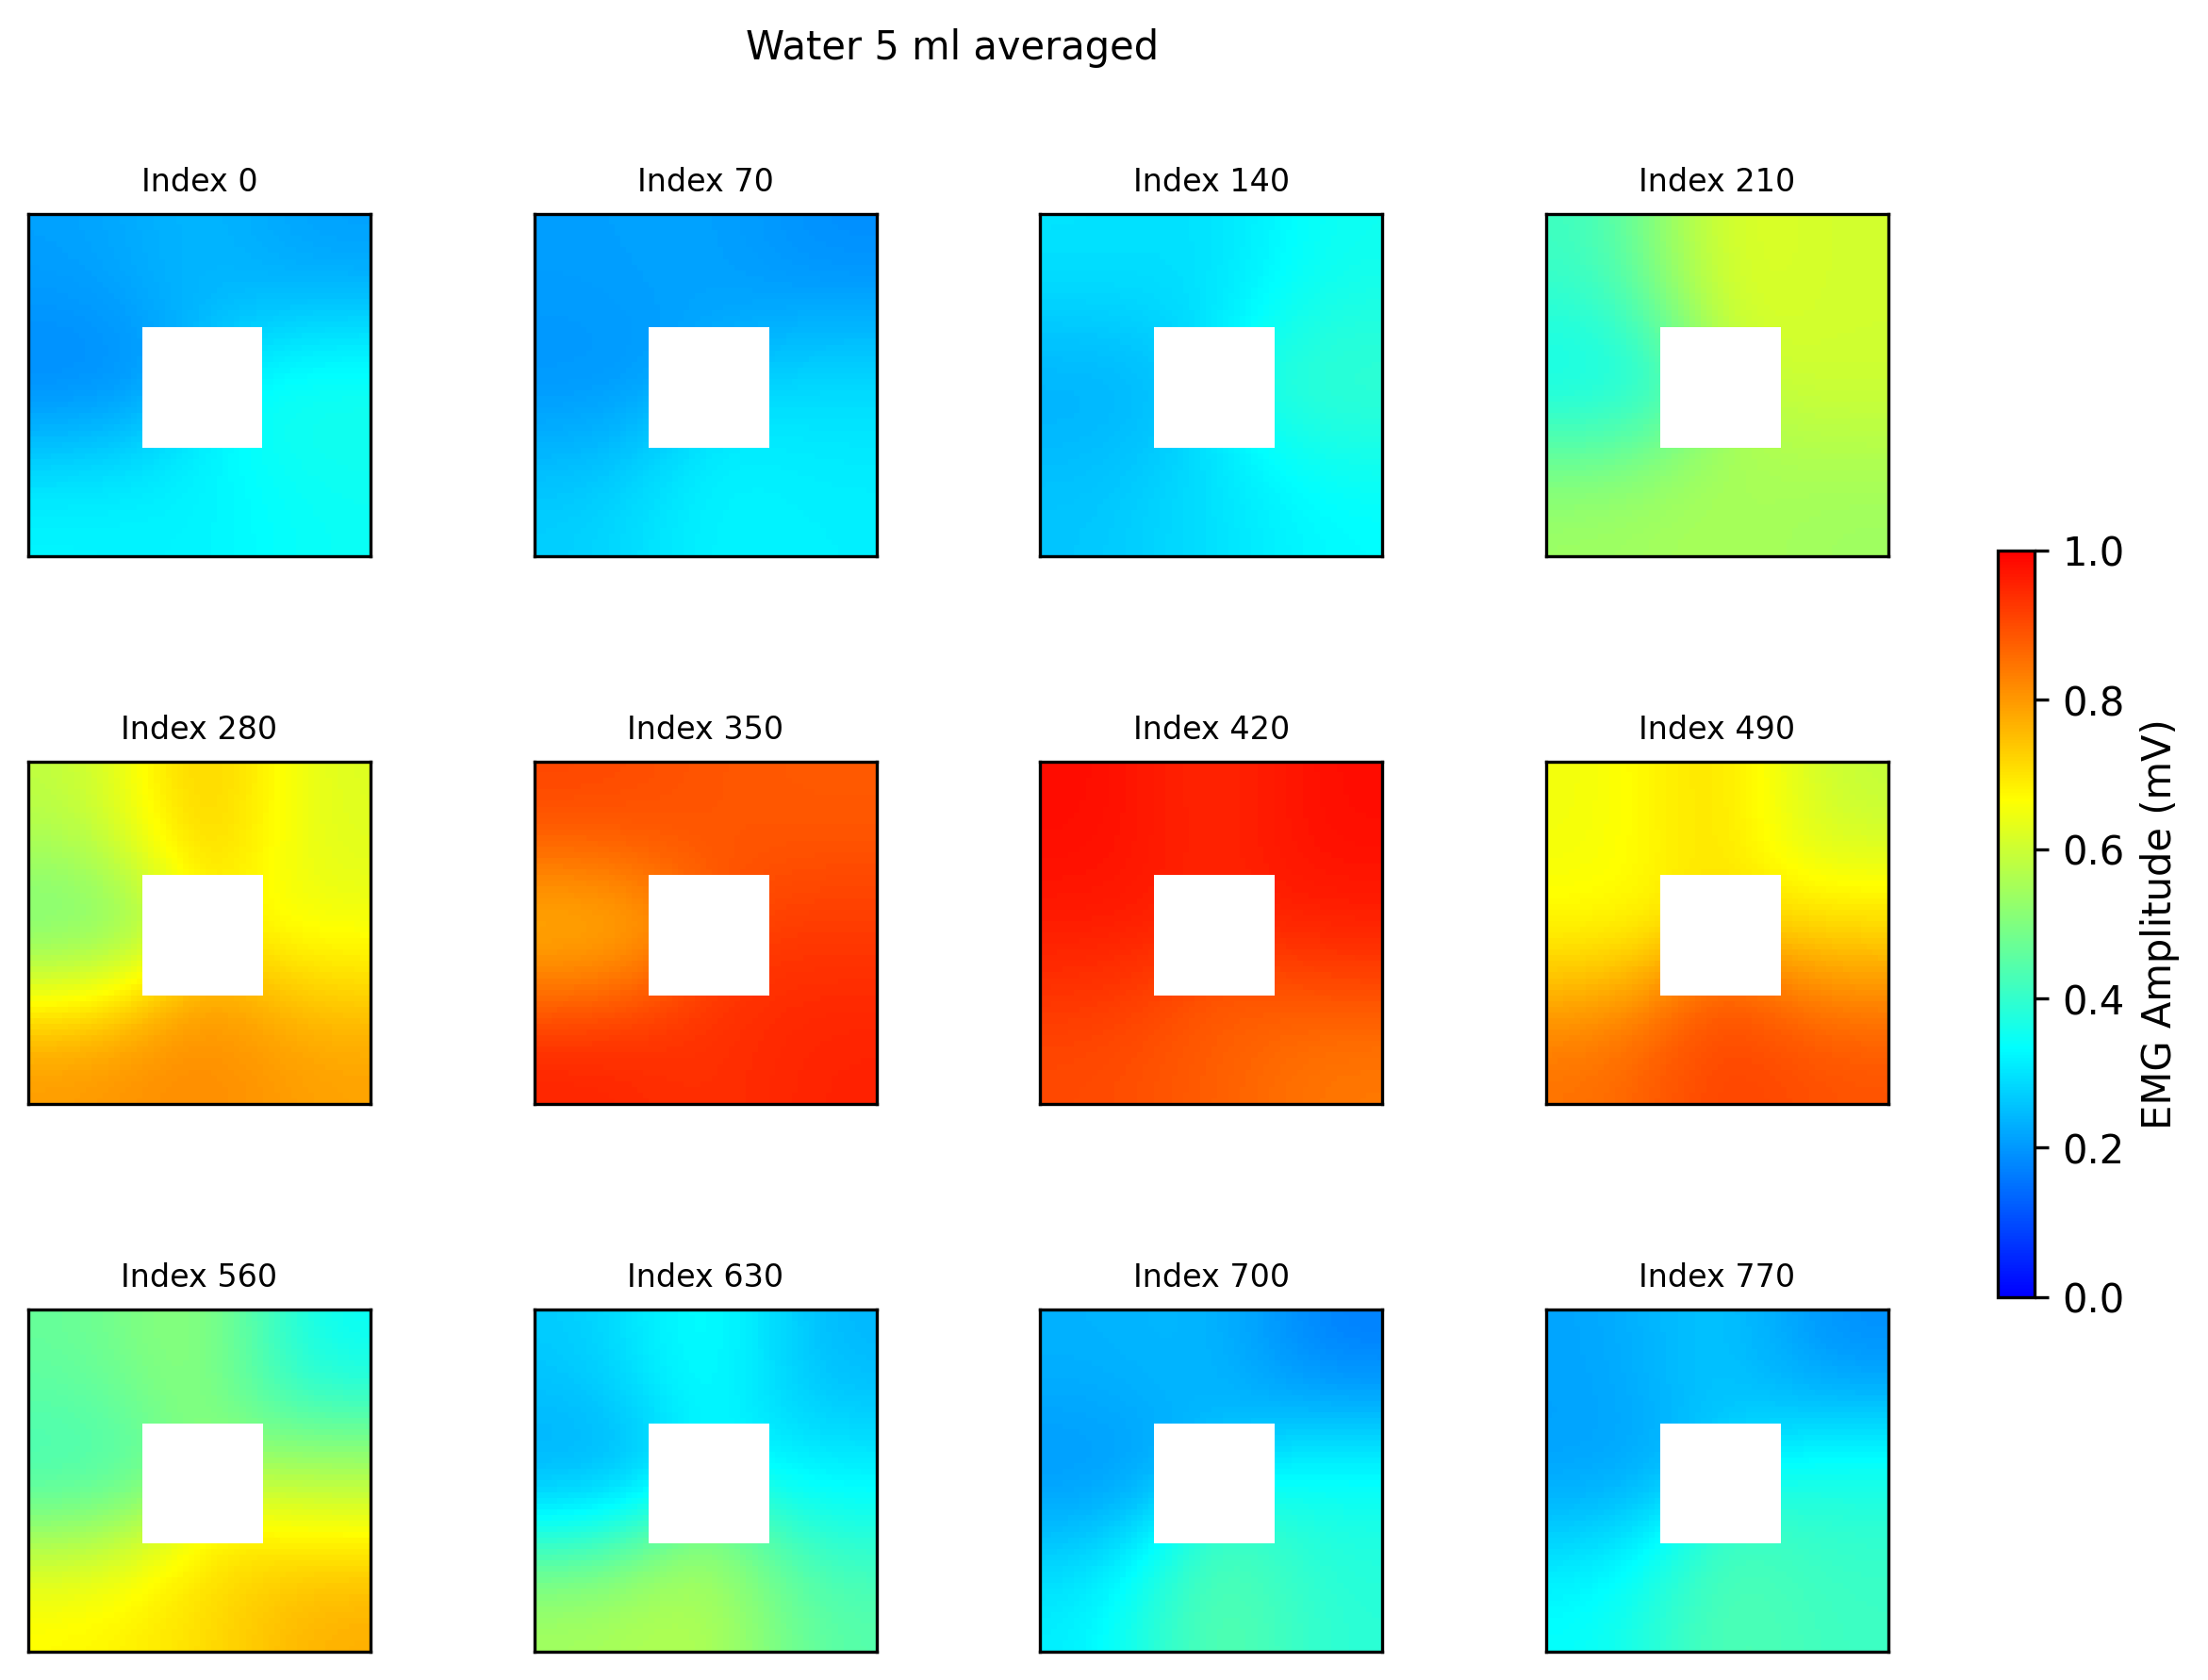 Water 5 ml averaged
Index 0
Index 70
Index 140
Index 210
Index 280
Index 350
Index 420
Index 490
Index 560
Index 630
Index 700
Index 770
1.0
0.8
0.6
0.4
0.2
0.0
EMG Amplitude (mV)